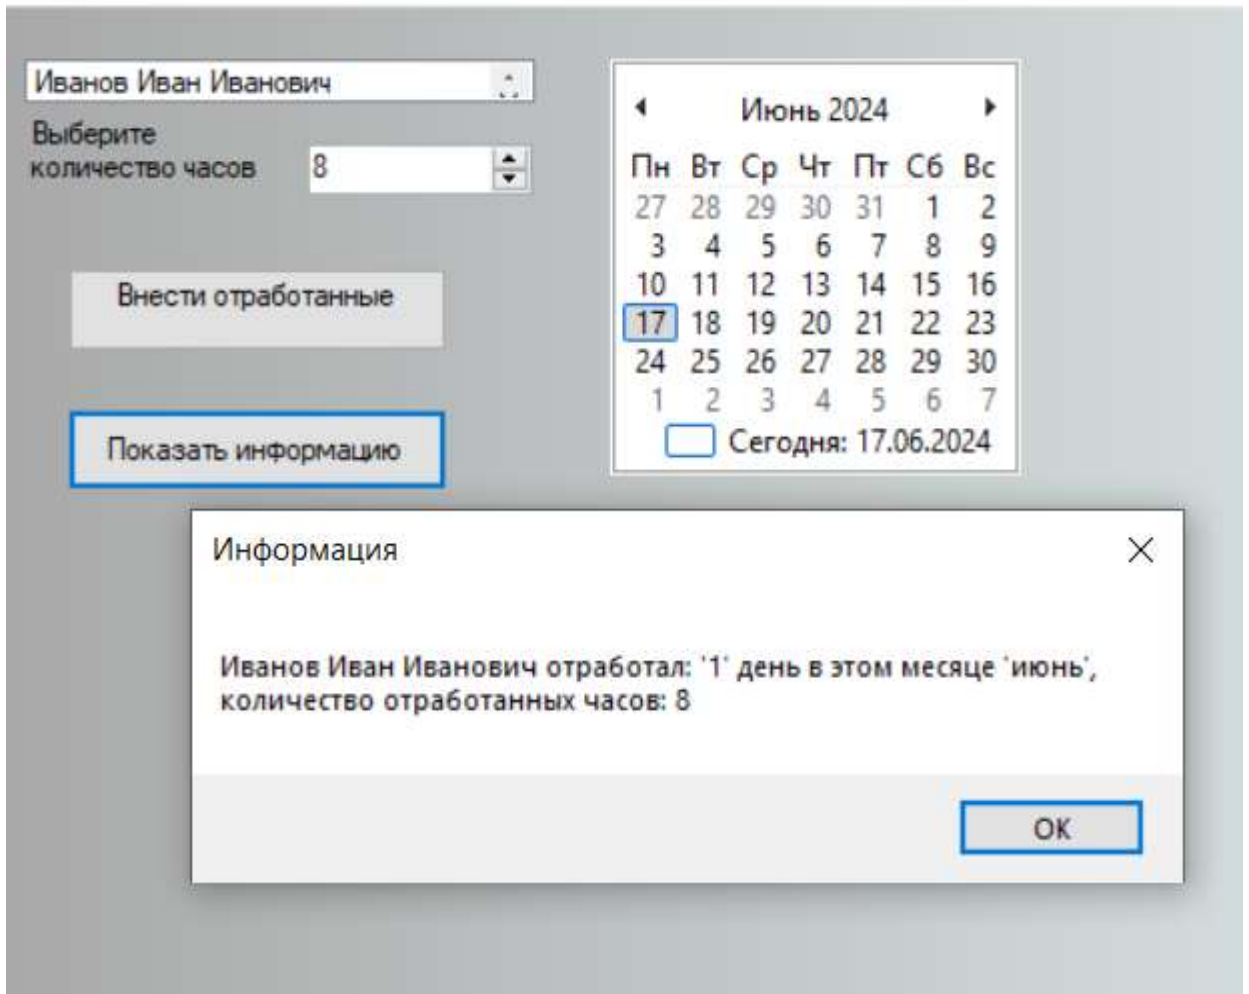 Иванов Иван Иванович
Выберите
количество часов
8
Внести отработанные
Показать информацию
Июнь 2024
Пн Вт Ср Чт Пт Сб Вс
27 28 29 30 31 1 2
3 4 5 6 7 8 9
10 11 12 13 14 15 16
17 18 19 20 21 22 23
24 25 26 27 28 29 30
1 2 3 4 5 6 7
Сегодня: 17.06.2024
Информация
Иванов Иван Иванович отработал: '1' день в этом месяце 'июнь',
количество отработанных часов: 8
ОК